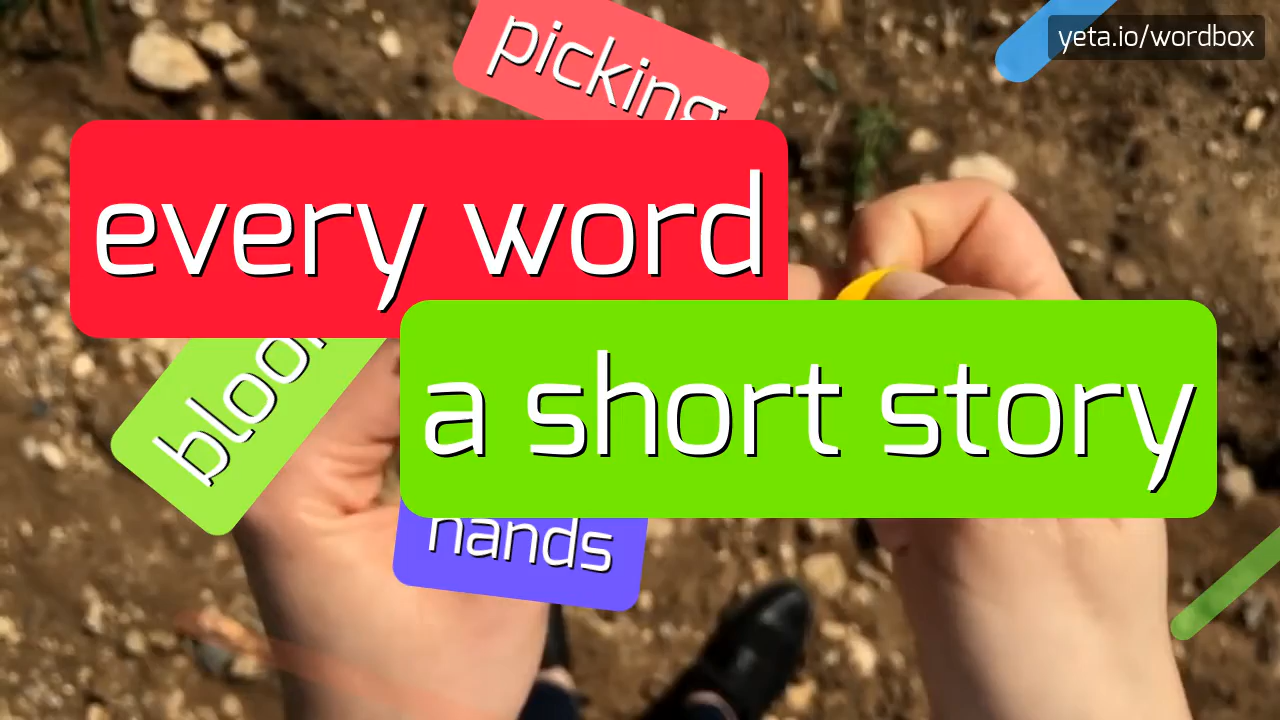 yeta.io/wordbox
picking
every word
a short story
hands